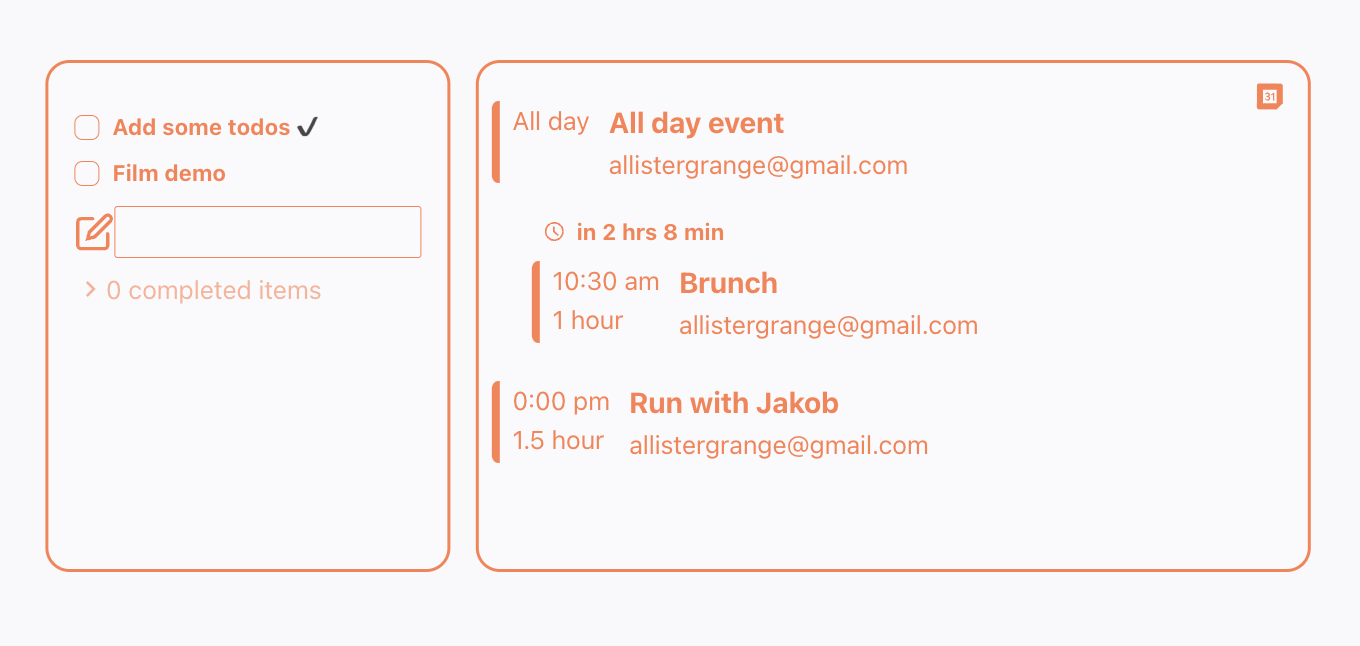 Add some todos ✔
Film demo
0 completed items
31
All day
All day event
allistergrange@gmail.com
in 2 hrs 8 min
10:30 am
Brunch
1 hour
allistergrange@gmail.com
0:00 pm
Run with Jakob
1.5 hour
allistergrange@gmail.com